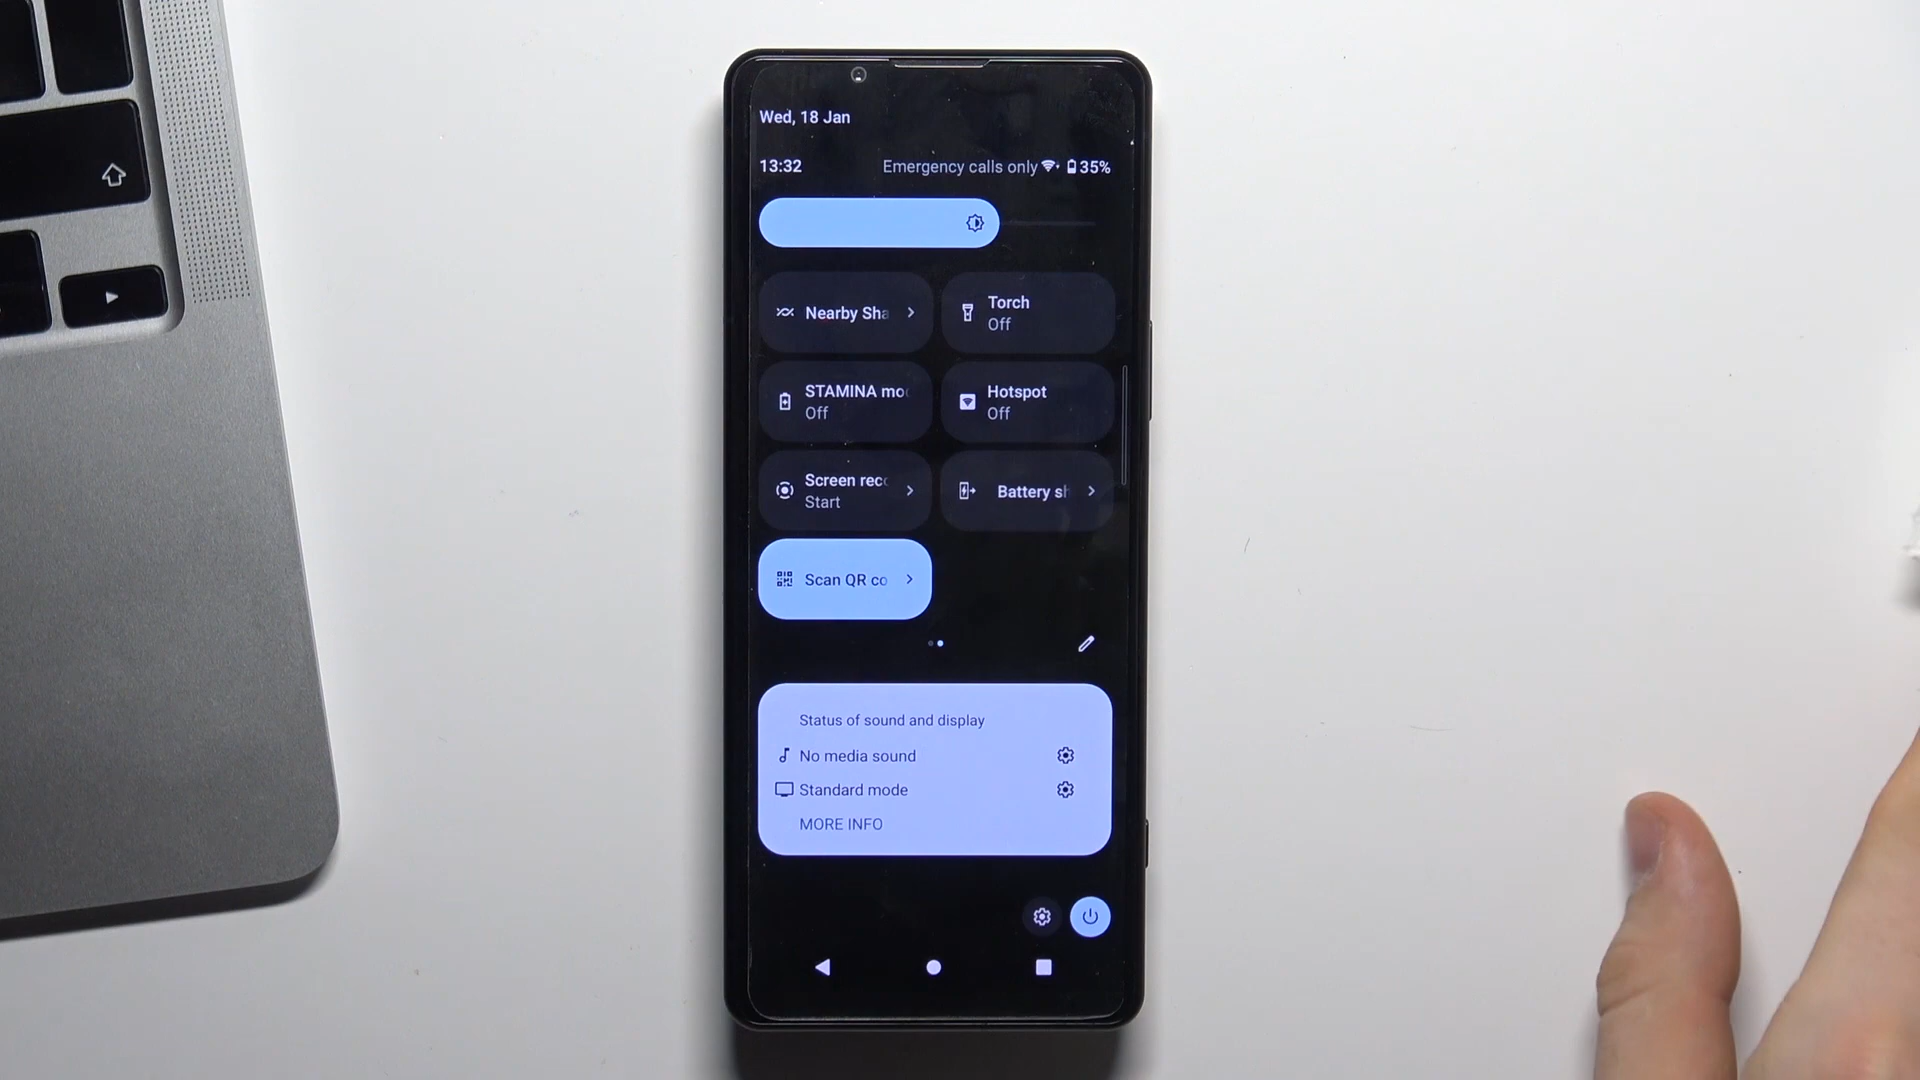 Wed, 18 Jan
13:32 Emergency calls only 35%
Nearby Sha
Torch
Off
STAMINA mo
Off
Hotspot
Off
Screen rec
Start
Battery sh
Scan QR co
Status of sound and display
No media sound
Standard mode
MORE INFO